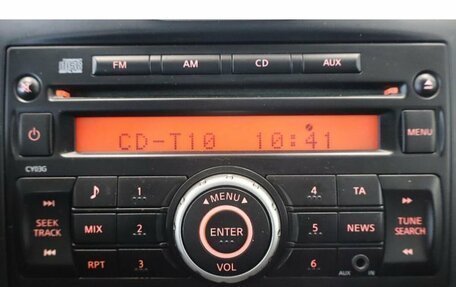 FM AM CD AUX
CD-T10 10:41
MENU
CY03G
♪ 1 MENU 4 TA
SEEK TRACK
MIX 2 ENTER 5 NEWS
TUNE SEARCH
RPT 3 VOL 6 AUX IN